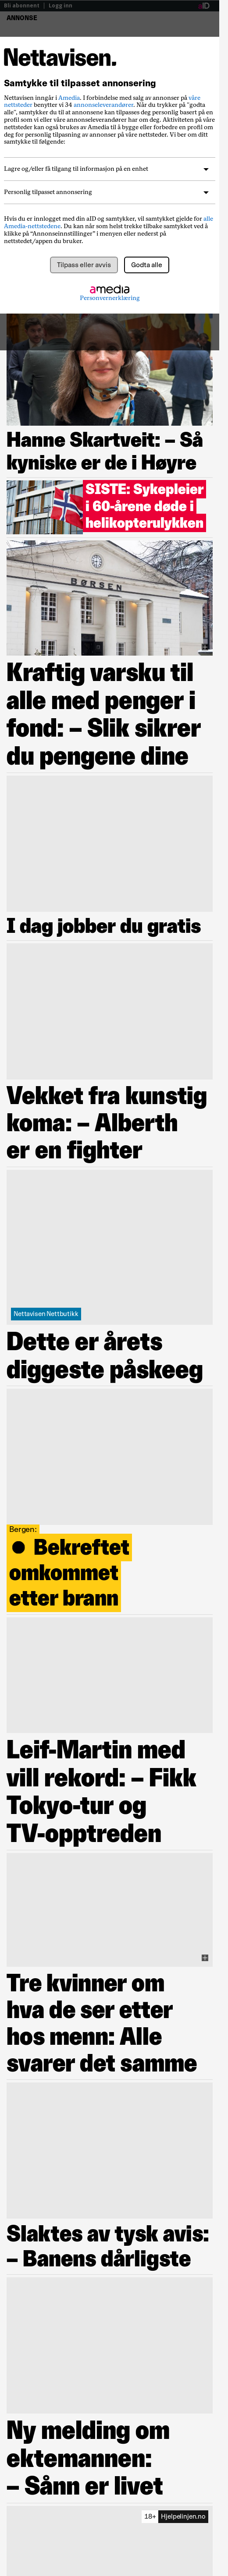 Bli abonnent | Logg inn
ANNONSE
Nettavisen.
Samtykke til tilpasset annonsering
Nettavisen inngår i Amedia. I forbindelse med salg av annonser på våre
nettsteder benytter vi 34 annonseleverandører. Når du trykker på "godta
alle", samtykker du til at annonsene kan tilpasses deg personlig basert på en
profil som vi eller våre annonseleverandører har om deg. Aktiviteten på våre
nettsteder kan også brukes av Amedia til å bygge eller forbedre en profil om
deg for personlig tilpasning av annonser på våre nettsteder. Vi ber om ditt
samtykke til følgende:
Lagre og/eller få tilgang til informasjon på en enhet
Personlig tilpasset annonsering
Hvis du er innlogget med din aID og samtykker, vil samtykket gjelde for alle
Amedia-nettstedene. Du kan når som helst trekke tilbake samtykket ved å
klikke på "Annonseinnstillinger" i menyen eller nederst på
nettstedet/appen du bruker.
Tilpass eller avvis
Godta alle
amedia
Personvernerklæring
Hanne Skartveit: – Så
kyniske er de i Høyre
SISTE: Sykepleier
i 60-årene døde i
helikopterulykken
BØRSEN
Kraftig varsku til
alle med penger i
fond: – Slik sikrer
du pengene dine
I dag jobber du gratis
Vekket fra kunstig
koma: – Alberth
er en fighter
Nettavisen Nettbutikk
Dette er årets
diggeste påskeeg
Bergen:
● Bekreftet
omkommet
etter brann
Leif-Martin med
vill rekord: – Fikk
Tokyo-tur og
TV-opptreden
Tre kvinner om
hva de ser etter
hos menn: Alle
svarer det samme
Slaktes av tysk avis:
– Banens dårligste
Ny melding om
ektemannen:
– Sånn er livet
18+ Hjelpelinjen.no